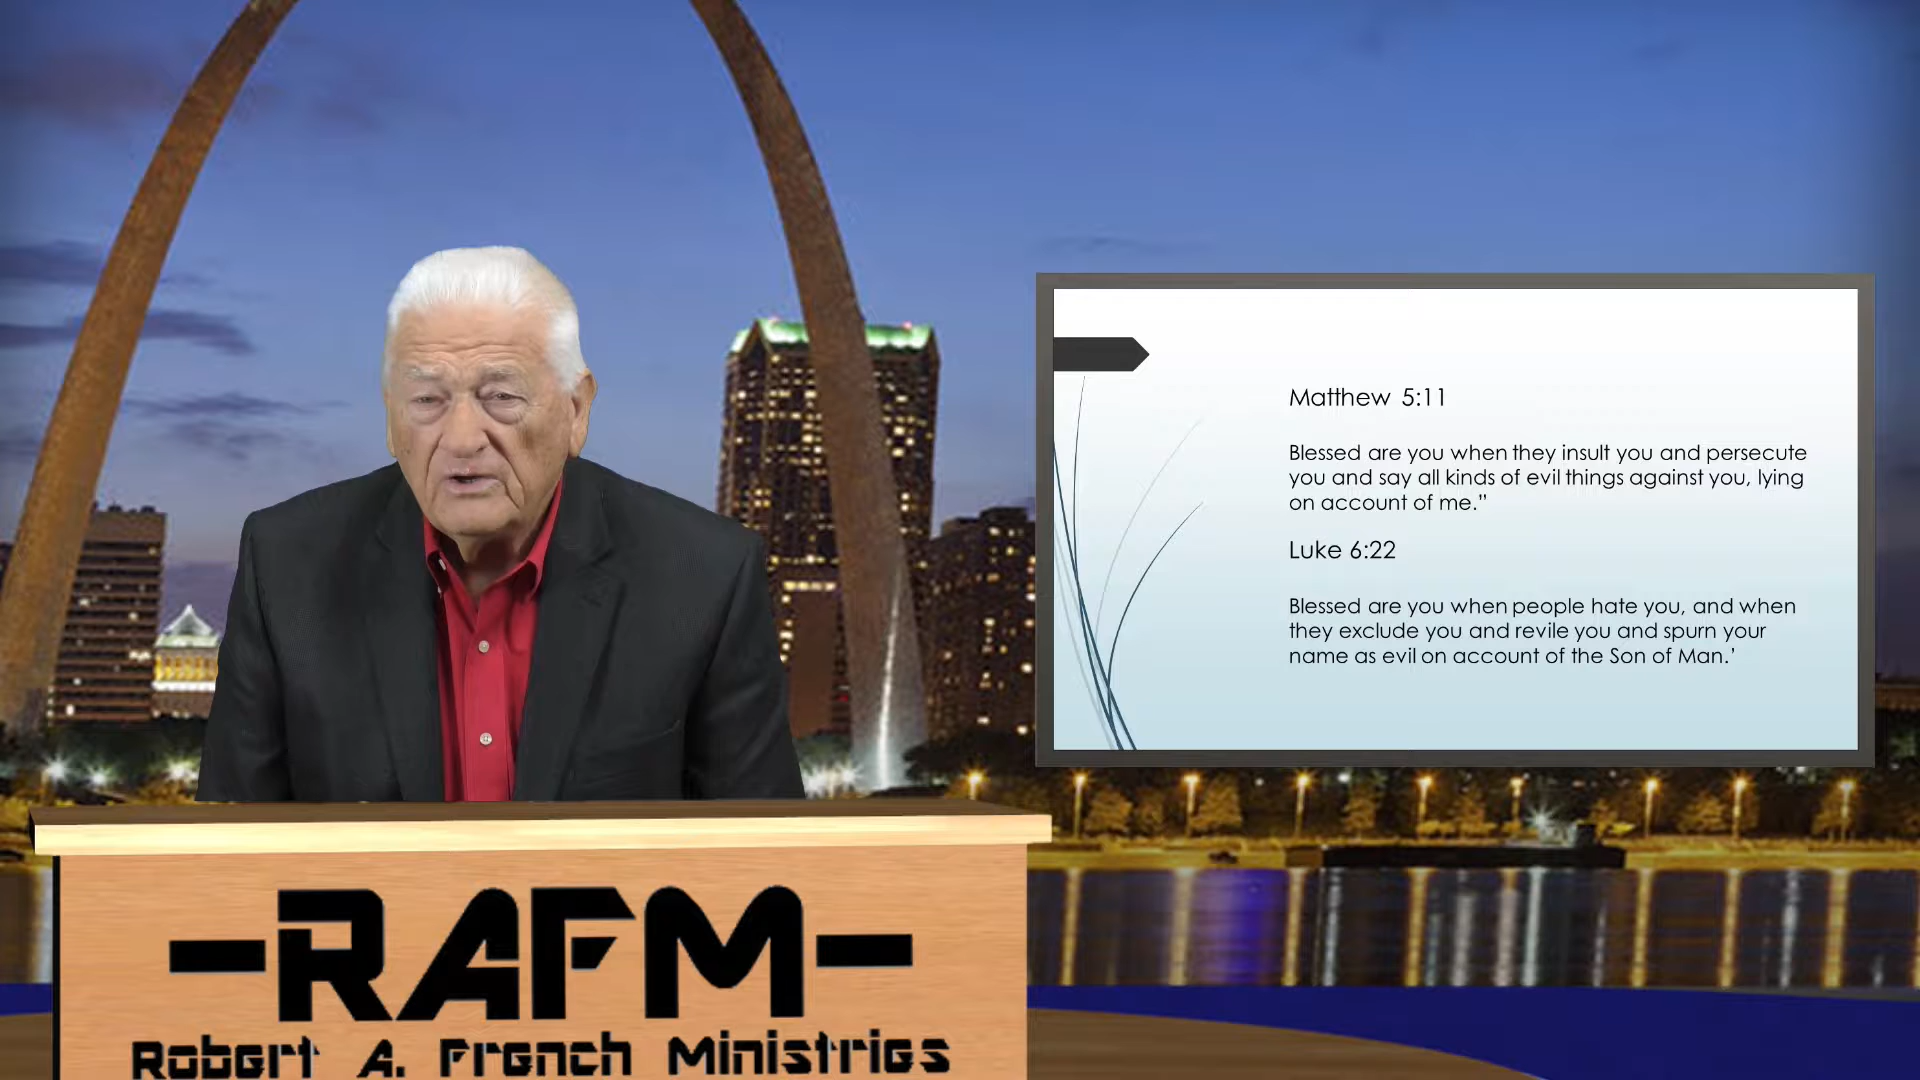 Matthew 5:11
Blessed are you when they insult you and persecute
you and say all kinds of evil things against you, lying
on account of me.”
Luke 6:22
Blessed are you when people hate you, and when
they exclude you and revile you and spurn your
name as evil on account of the Son of Man.’
-RAFM-
Robert A. French Ministries